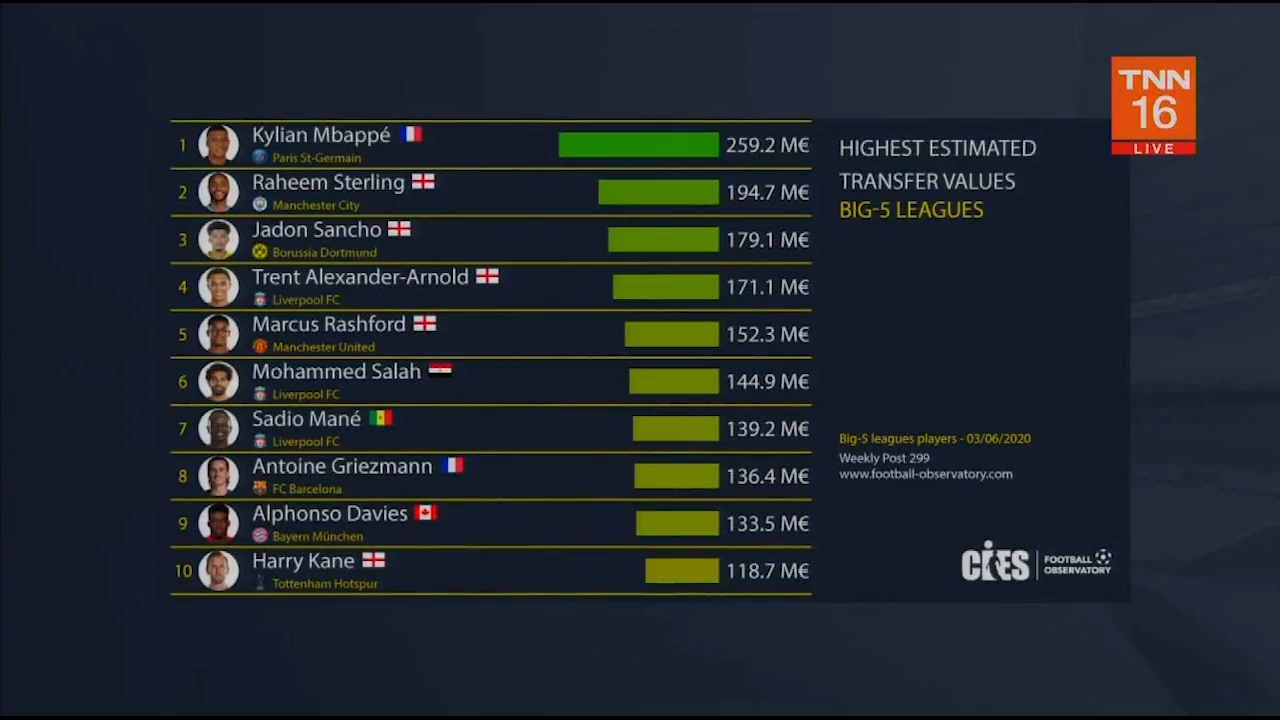 TNN
16
LIVE
1 Kylian Mbappé 259.2 M€
Paris St-Germain
2 Raheem Sterling 194.7 M€
Manchester City
3 Jadon Sancho 179.1 M€
Borussia Dortmund
4 Trent Alexander-Arnold 171.1 M€
Liverpool FC
5 Marcus Rashford 152.3 M€
Manchester United
6 Mohammed Salah 144.9 M€
Liverpool FC
7 Sadio Mané 139.2 M€
Liverpool FC
8 Antoine Griezmann 136.4 M€
FC Barcelona
9 Alphonso Davies 133.5 M€
Bayern München
10 Harry Kane 118.7 M€
Tottenham Hotspur
HIGHEST ESTIMATED
TRANSFER VALUES
BIG-5 LEAGUES
Big-5 leagues players - 03/06/2020
Weekly Post 299
www.football-observatory.com
CIES FOOTBALL
OBSERVATORY